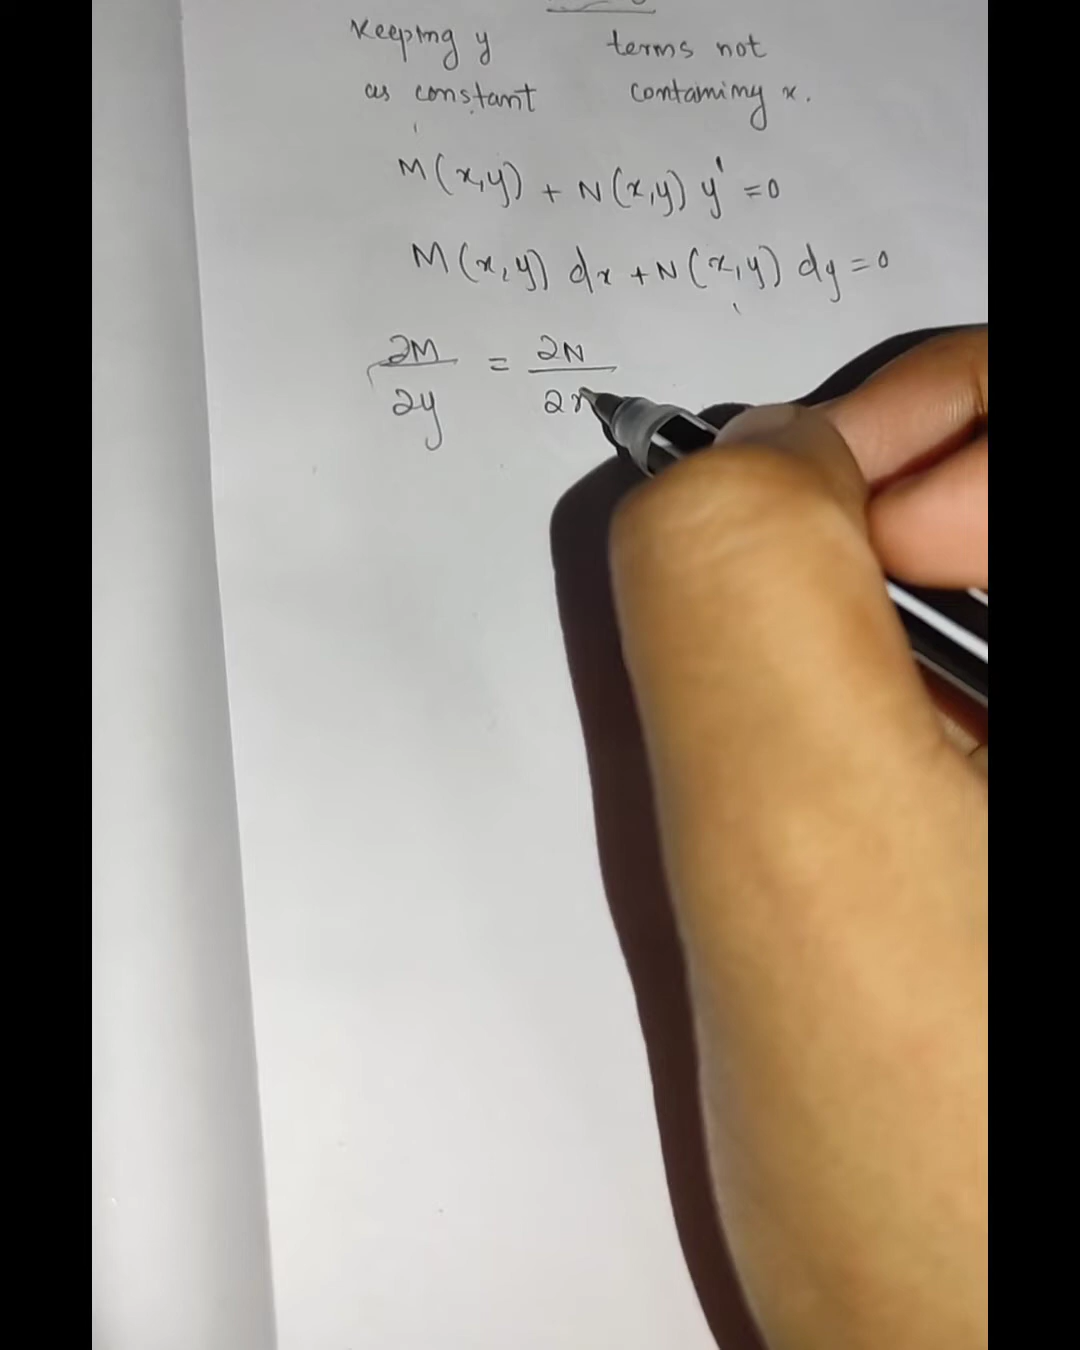 Keeping y terms not
as constant containing x.
M(x,y) + N(x,y) y' = 0
M(x,y) dx + N(x,y) dy = 0
∂M/∂y = ∂N/∂x